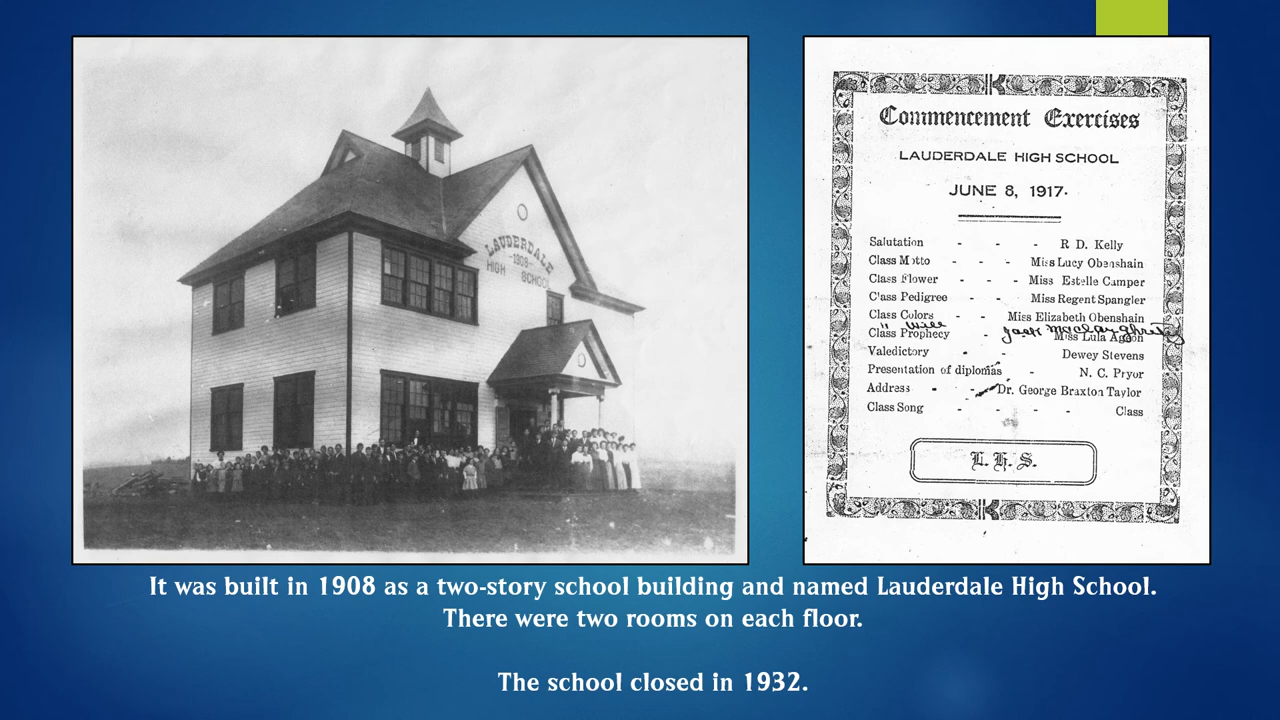 LAUDERDALE
-1908-
HIGH SCHOOL
Commencement Exercises
LAUDERDALE HIGH SCHOOL
JUNE 8, 1917.
Salutation - - - R D. Kelly
Class Motto - - - Miss Lucy Obenshain
Class Flower - - - Miss Estelle Camper
Class Pedigree - - Miss Regent Spangler
Class Colors - - Miss Elizabeth Obenshain
" Will Jack
Class Prophecy - Miss Lula
Valedictory - - Dewey Stevens
Presentation of diplomas - N. C. Pryor
Address - - Dr. George Braxton Taylor
Class Song - - - - Class
L. H. S.
It was built in 1908 as a two-story school building and named Lauderdale High School.
There were two rooms on each floor.
The school closed in 1932.